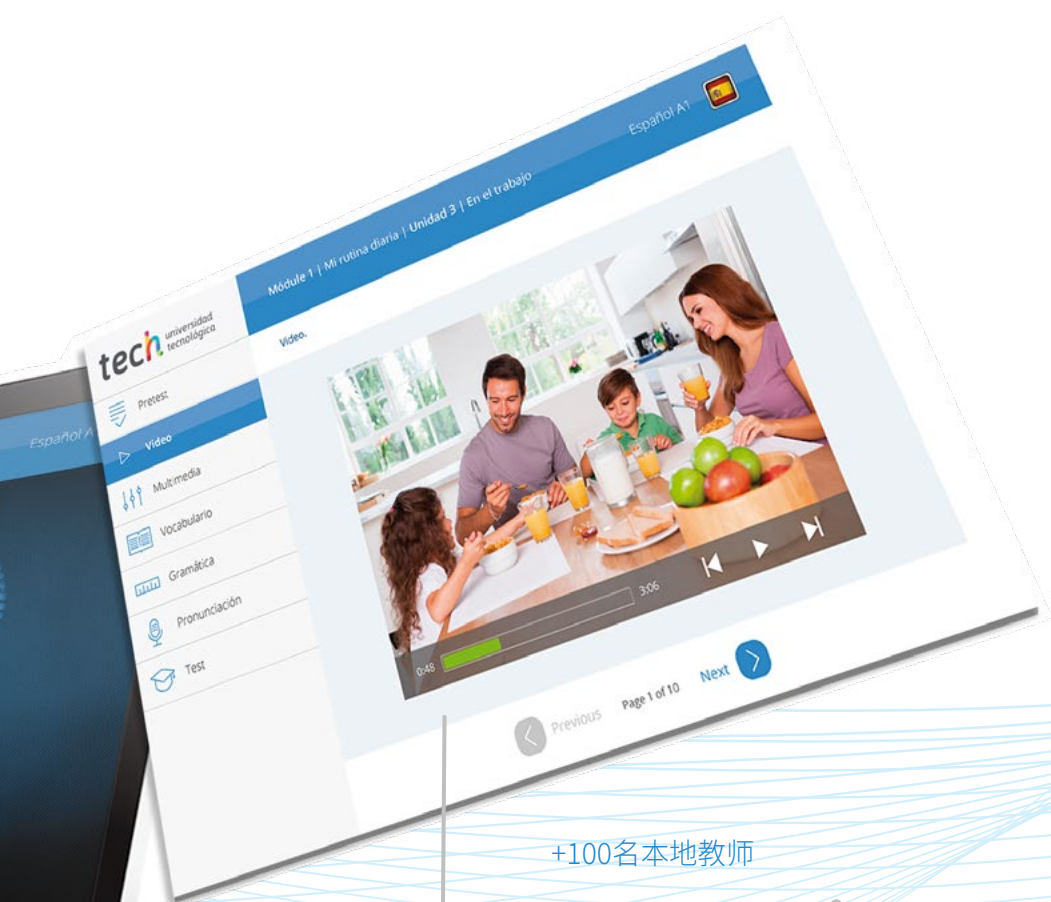 Español A1
Módule 1 | Mi rutina diaria | Unidad 3 | En el trabajo
tech universidad
tecnológica
Video.
Pretest
Video
Multimedia
Vocabulario
Gramática
Pronunciación
Test
Español A
0:48
3:06
Previous
Page 1 of 10
Next
+100名本地教师